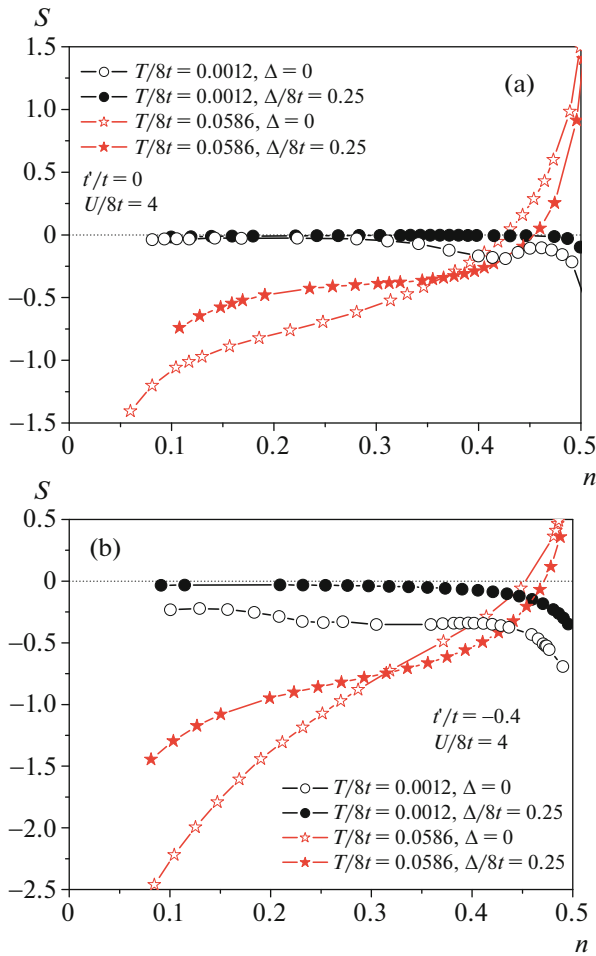 S
1.5
T/8t = 0.0012, Δ = 0
T/8t = 0.0012, Δ/8t = 0.25
(a)
1.0
T/8t = 0.0586, Δ = 0
T/8t = 0.0586, Δ/8t = 0.25
t'/t = 0
0.5
U/8t = 4
0
−0.5
−1.0
−1.5
0 0.1 0.2 0.3 0.4 0.5
n
S
0.5
(b)
0
−0.5
−1.0
t'/t = −0.4
U/8t = 4
−1.5
T/8t = 0.0012, Δ = 0
T/8t = 0.0012, Δ/8t = 0.25
−2.0
T/8t = 0.0586, Δ = 0
T/8t = 0.0586, Δ/8t = 0.25
−2.5
0 0.1 0.2 0.3 0.4 0.5
n